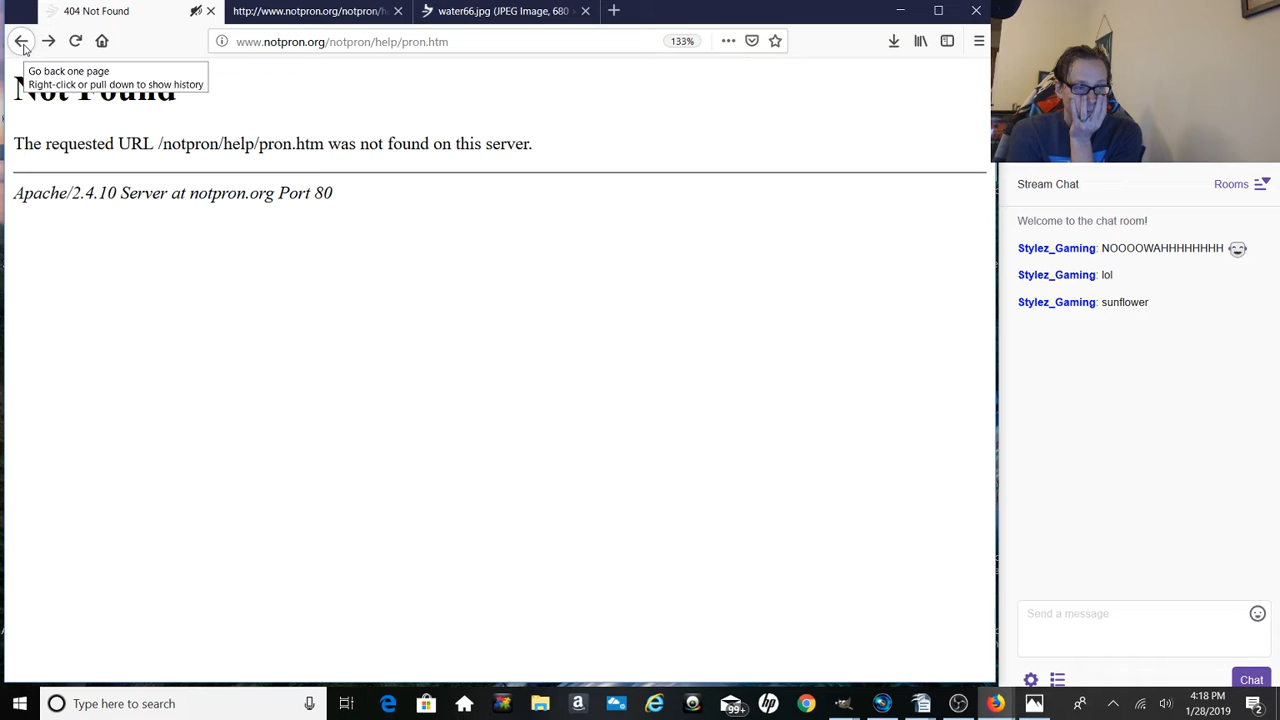 404 Not Found
http://www.notpron.org/notpron/h
water66.jpg (JPEG Image, 680 ×
www.notpron.org/notpron/help/pron.htm
133%
Go back one page
Right-click or pull down to show history
Not Found
The requested URL /notpron/help/pron.htm was not found on this server.
Apache/2.4.10 Server at notpron.org Port 80
Stream Chat
Rooms
Welcome to the chat room!
Stylez_Gaming: NOOOOWAHHHHHHHH
Stylez_Gaming: lol
Stylez_Gaming: sunflower
Send a message
Chat
Type here to search
99+
4:18 PM
1/28/2019
2